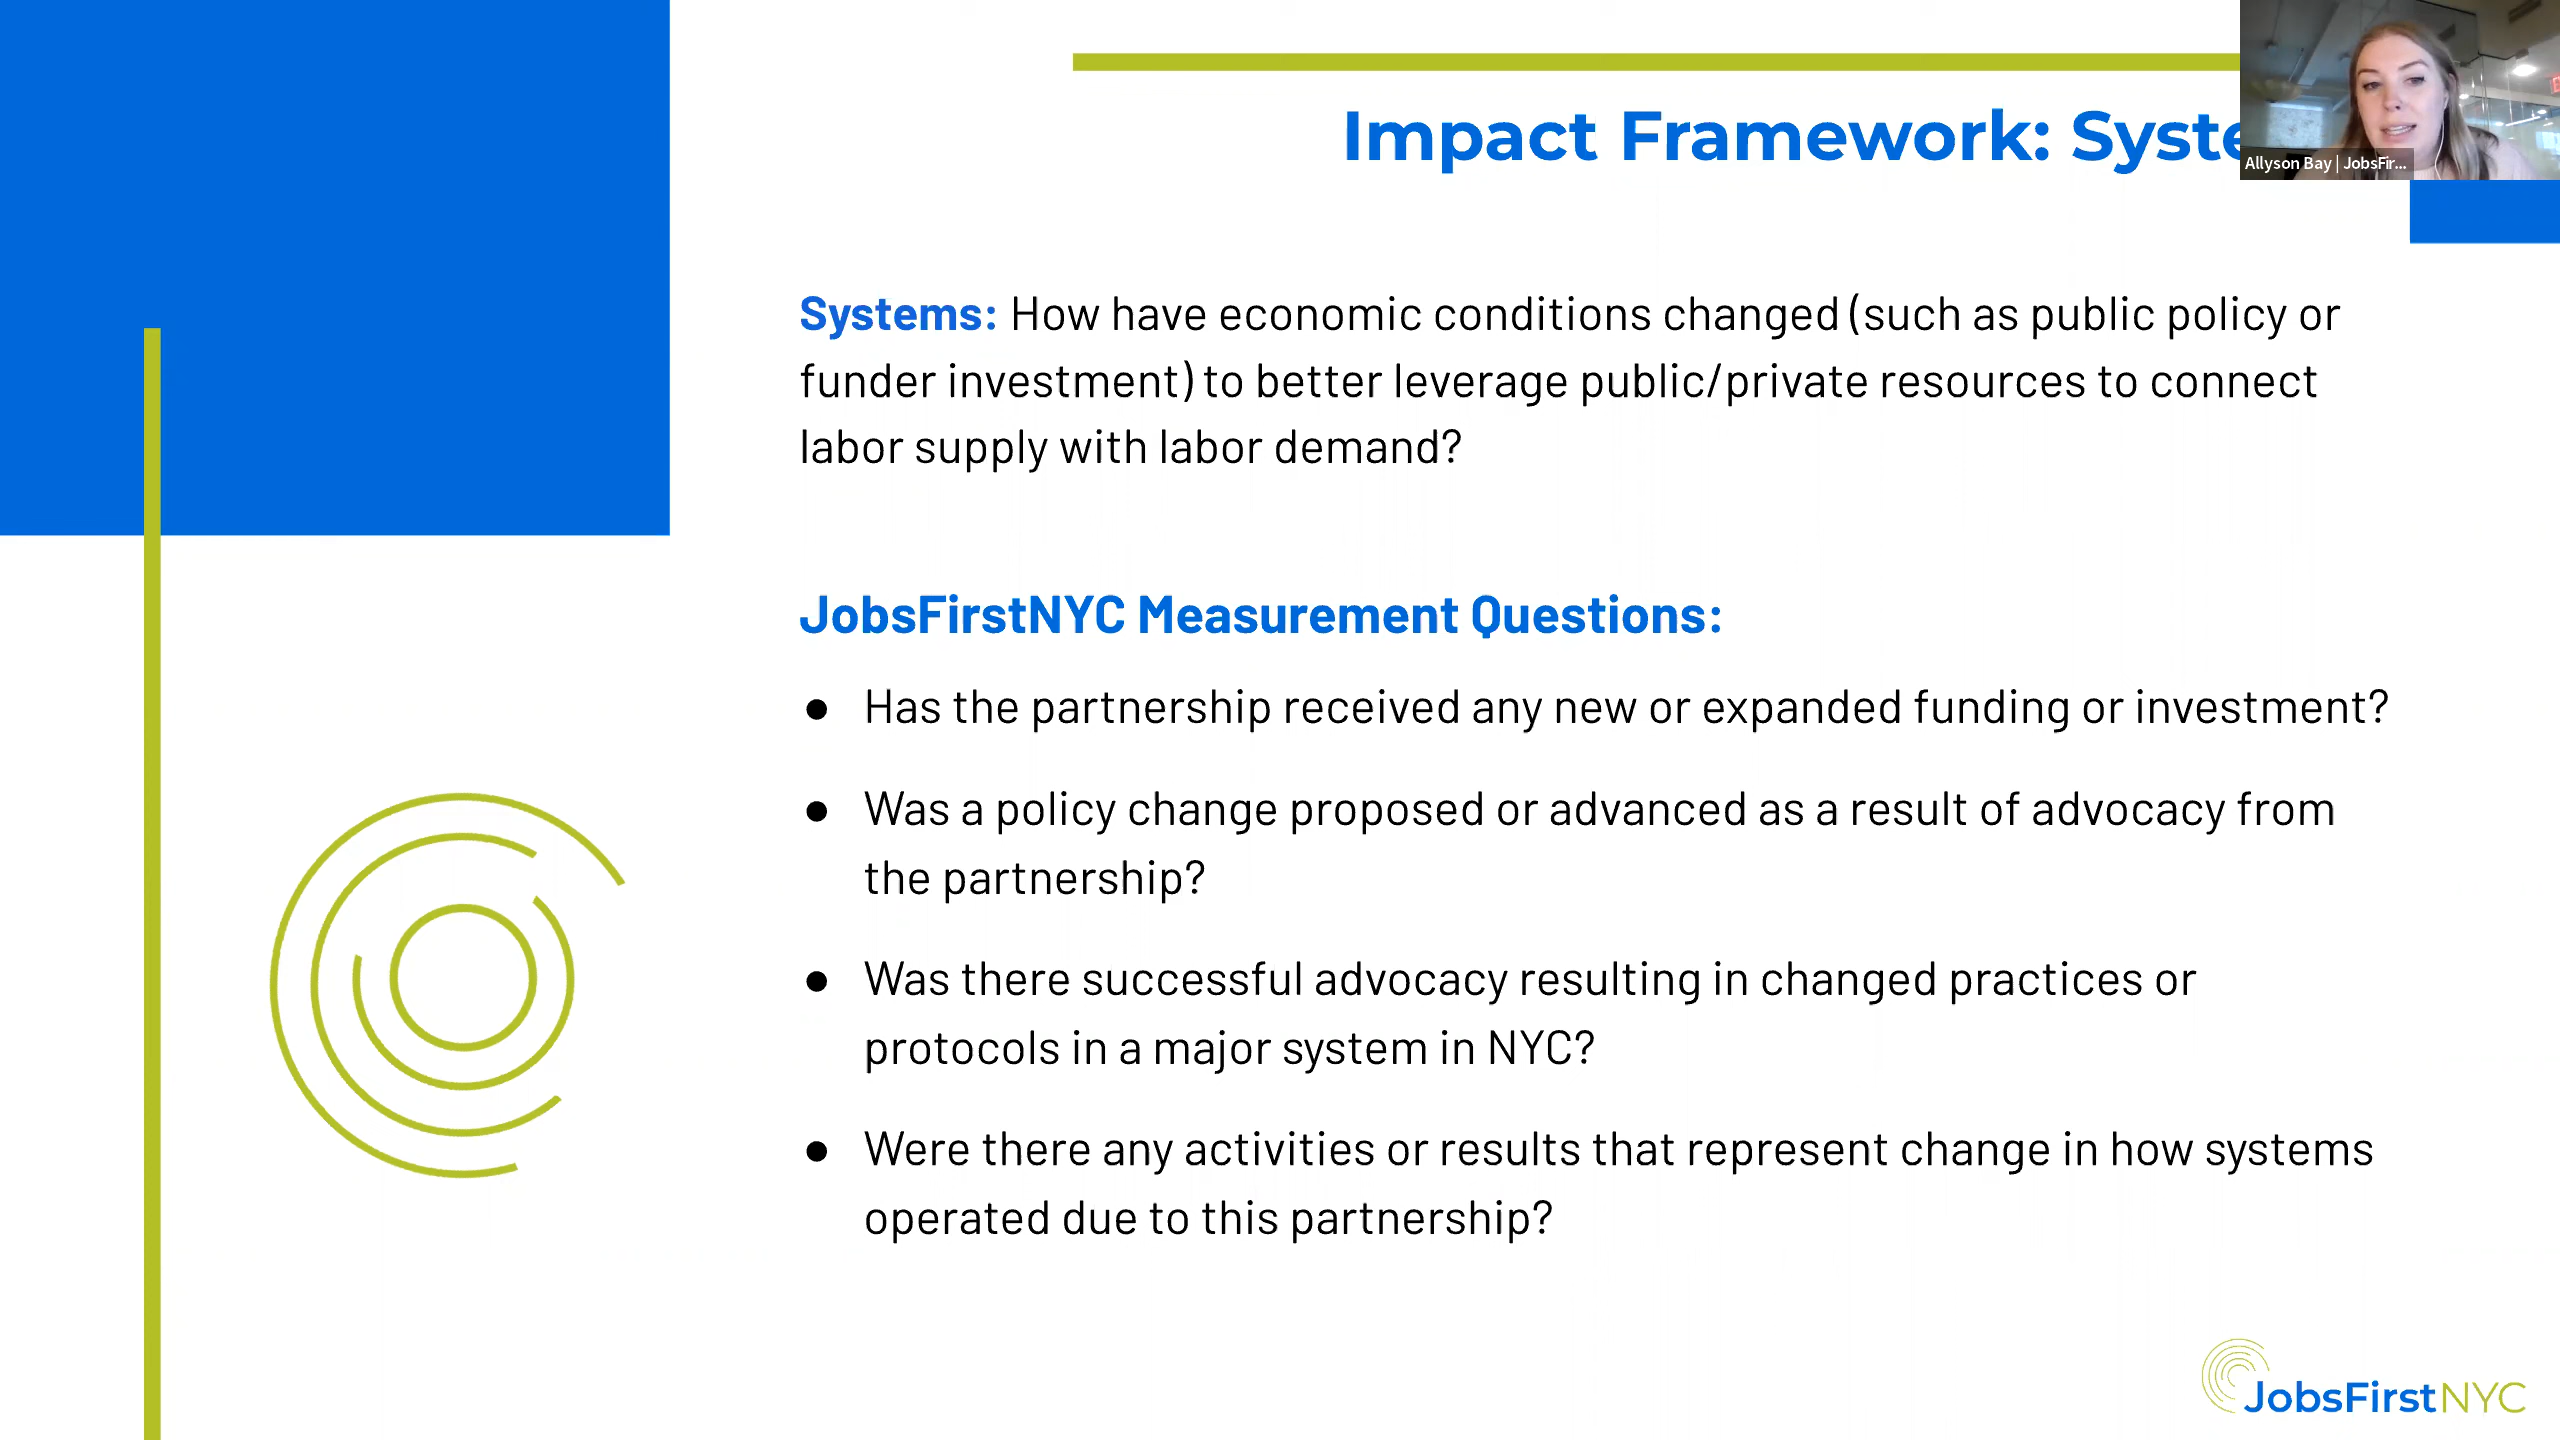 Impact Framework: Syste
Allyson Bay | JobsFir...
Systems: How have economic conditions changed (such as public policy or
funder investment) to better leverage public/private resources to connect
labor supply with labor demand?
JobsFirstNYC Measurement Questions:
● Has the partnership received any new or expanded funding or investment?
● Was a policy change proposed or advanced as a result of advocacy from
the partnership?
● Was there successful advocacy resulting in changed practices or
protocols in a major system in NYC?
● Were there any activities or results that represent change in how systems
operated due to this partnership?
JobsFirstNYC